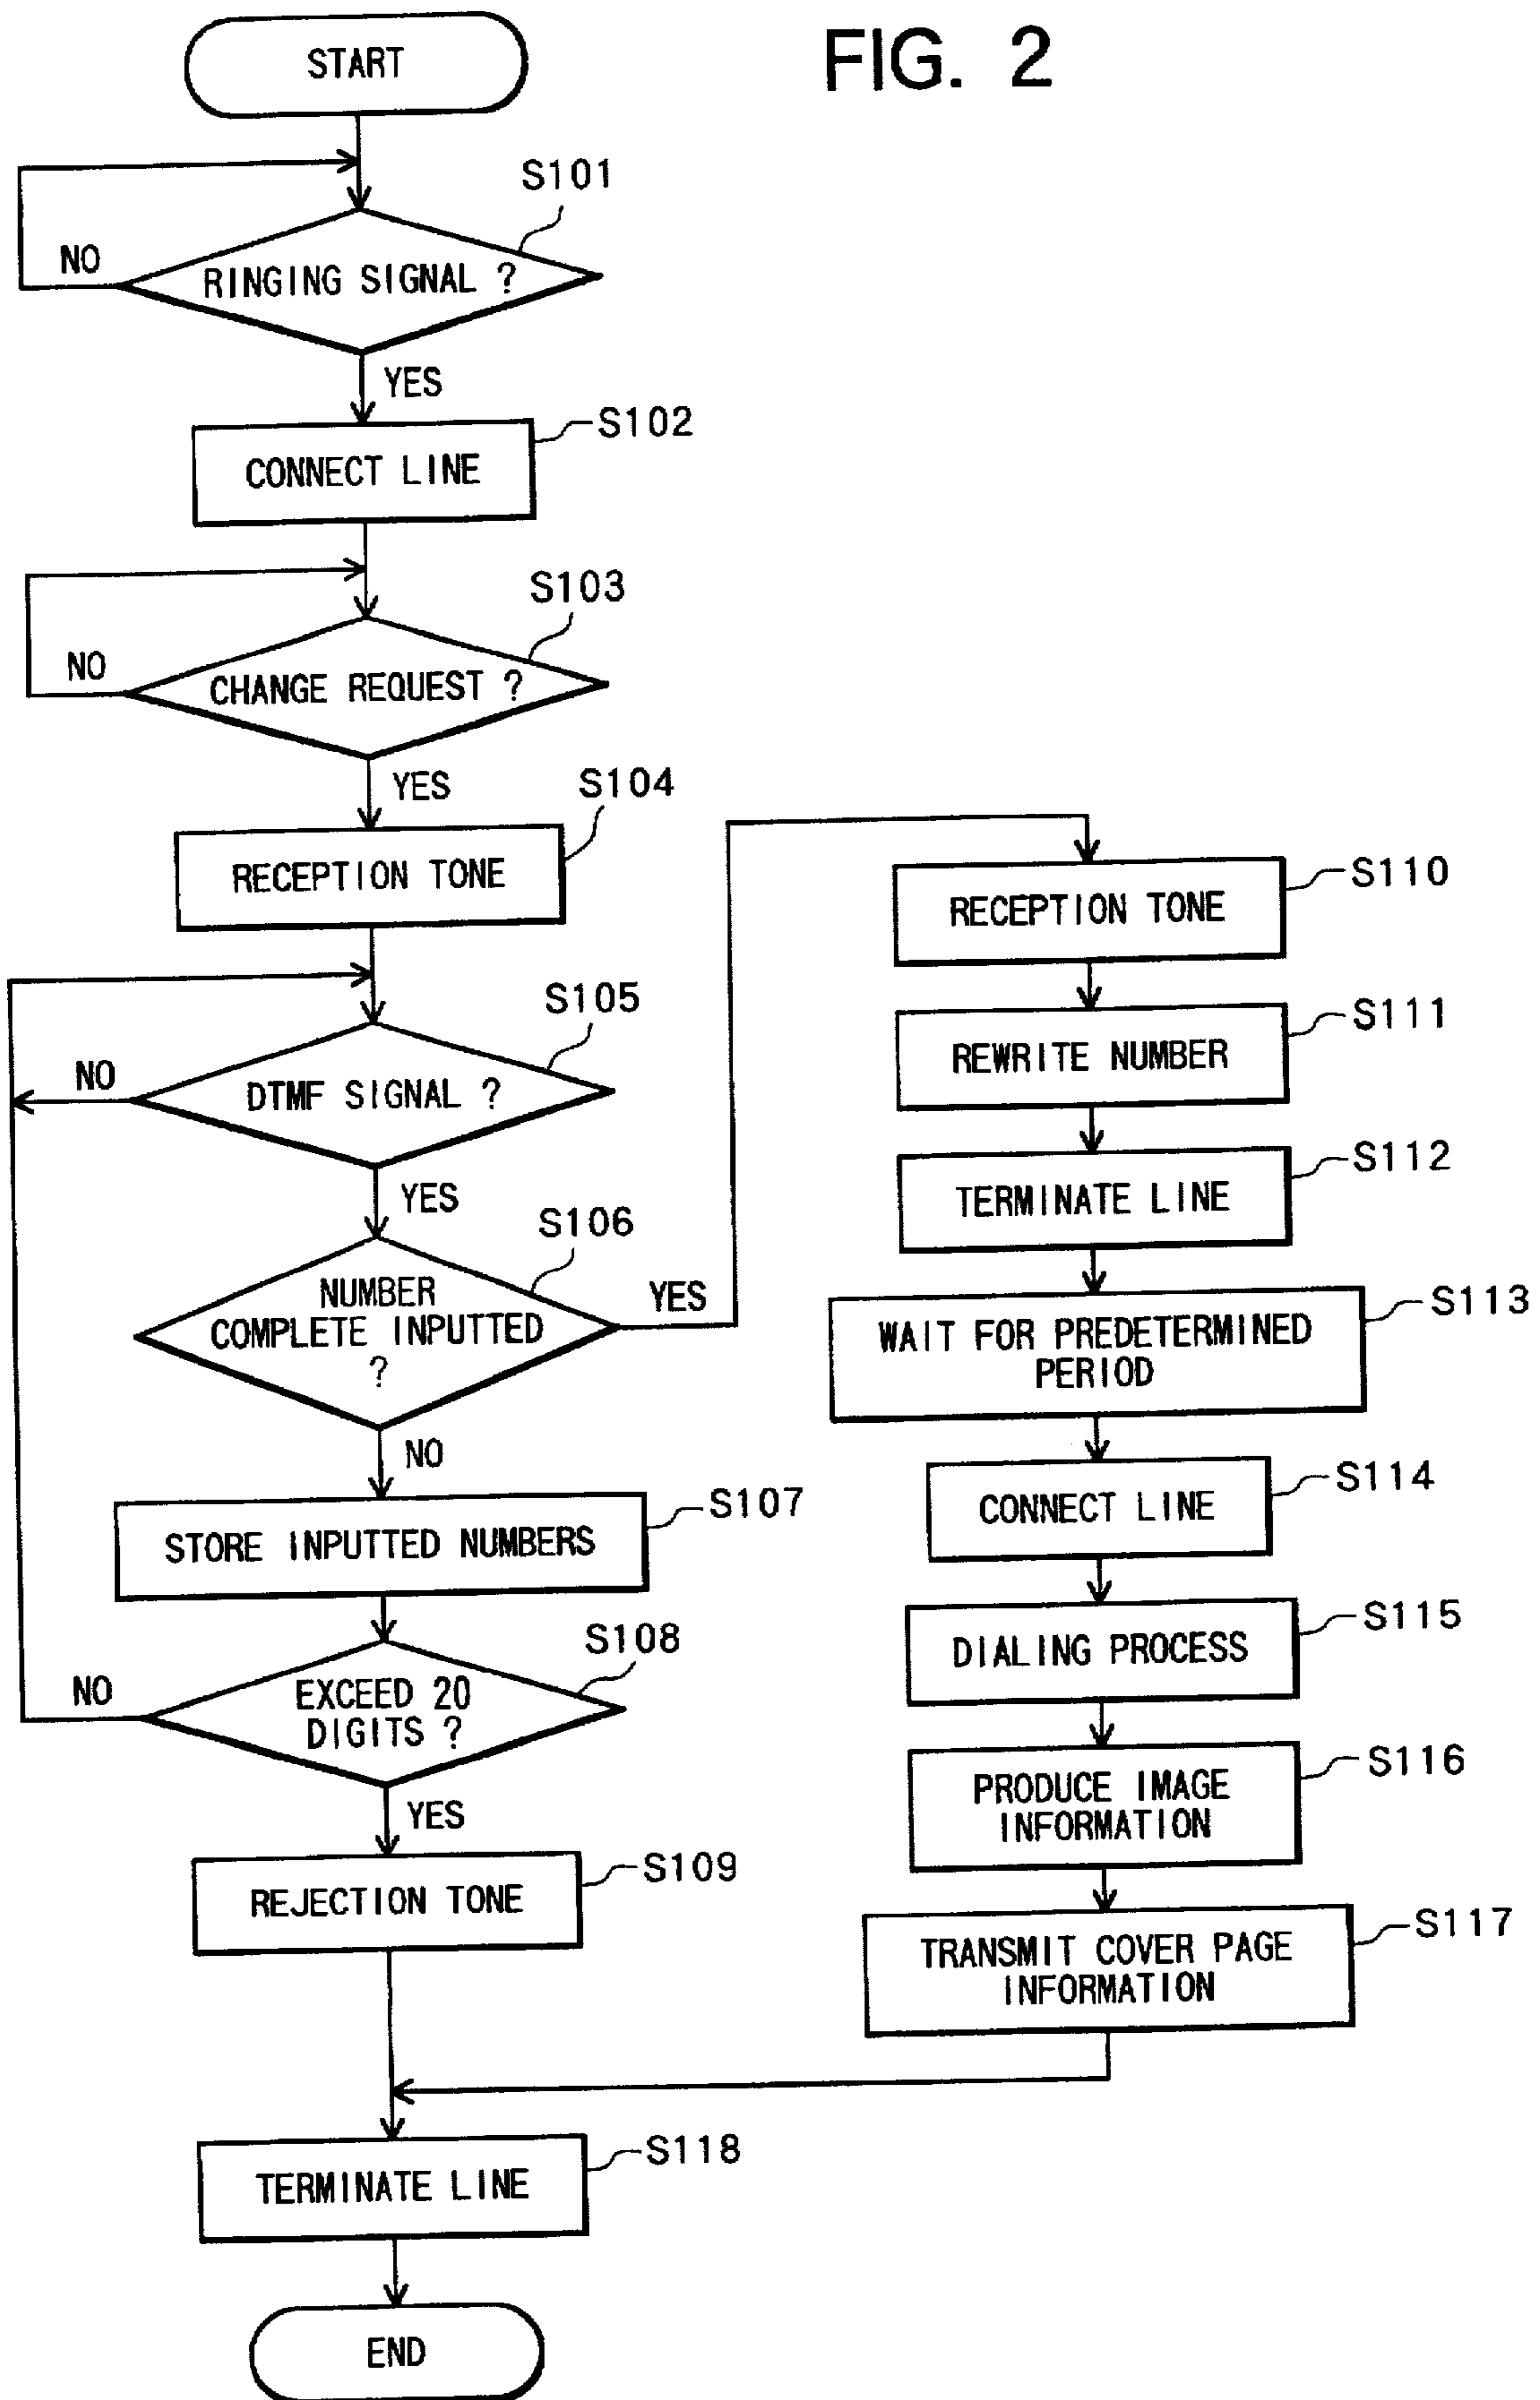 FIG. 2
START
S101
NO
RINGING SIGNAL ?
YES
S102
CONNECT LINE
S103
NO
CHANGE REQUEST ?
YES
S104
RECEPTION TONE
S105
NO
DTMF SIGNAL ?
YES
S106
NUMBER
COMPLETE INPUTTED
?
YES
NO
S107
STORE INPUTTED NUMBERS
S108
NO
EXCEED 20
DIGITS ?
YES
S109
REJECTION TONE
S110
RECEPTION TONE
S111
REWRITE NUMBER
S112
TERMINATE LINE
S113
WAIT FOR PREDETERMINED
PERIOD
S114
CONNECT LINE
S115
DIALING PROCESS
S116
PRODUCE IMAGE
INFORMATION
S117
TRANSMIT COVER PAGE
INFORMATION
S118
TERMINATE LINE
END